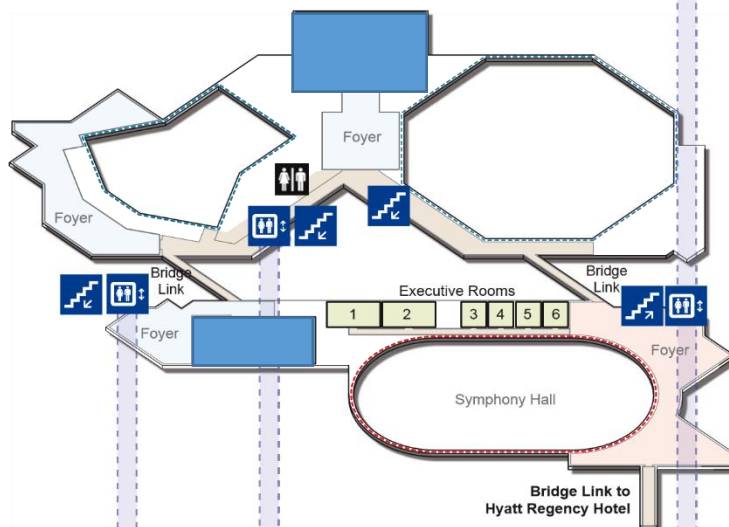 Foyer
Foyer
Bridge
Link
Bridge
Link
Executive Rooms
1
2
3
4
5
6
Foyer
Foyer
Symphony Hall
Bridge Link to
Hyatt Regency Hotel